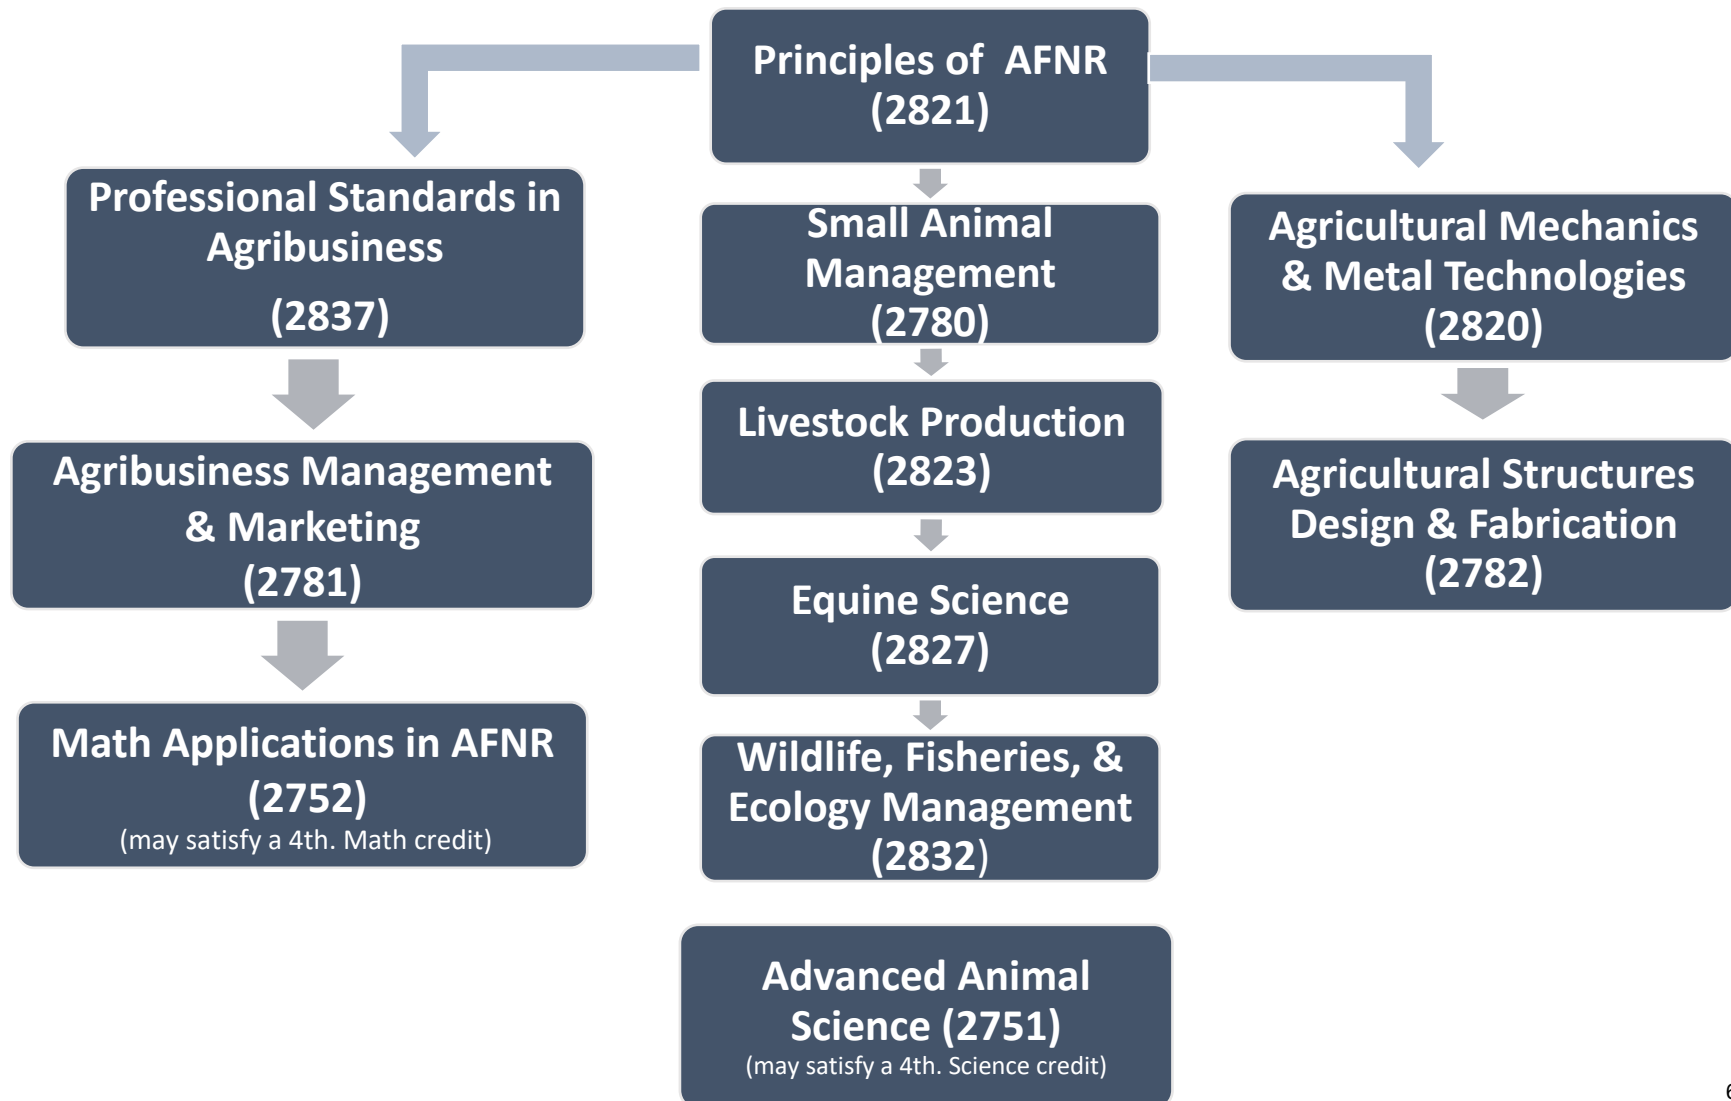 Principles of AFNR
(2821)
Professional Standards in
Agribusiness
(2837)
Agribusiness Management
& Marketing
(2781)
Math Applications in AFNR
(2752)
(may satisfy a 4th. Math credit)
Small Animal
Management
(2780)
Livestock Production
(2823)
Equine Science
(2827)
Wildlife, Fisheries, &
Ecology Management
(2832)
Advanced Animal
Science (2751)
(may satisfy a 4th. Science credit)
Agricultural Mechanics
& Metal Technologies
(2820)
Agricultural Structures
Design & Fabrication
(2782)
6